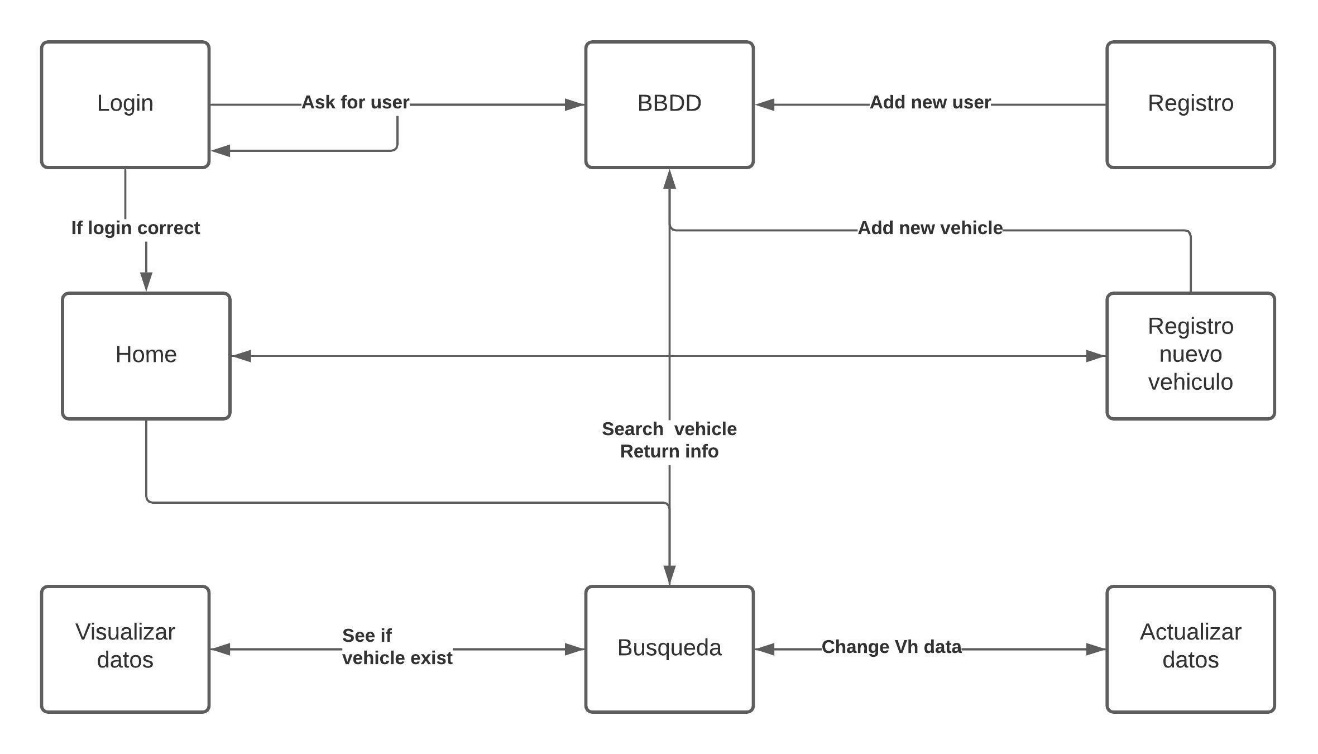 Login
Ask for user
BBDD
Add new user
Registro
If login correct
Add new vehicle
Home
Registro
nuevo
vehiculo
Search  vehicle
Return info
Visualizar
datos
See if
vehicle exist
Busqueda
Change Vh data
Actualizar
datos